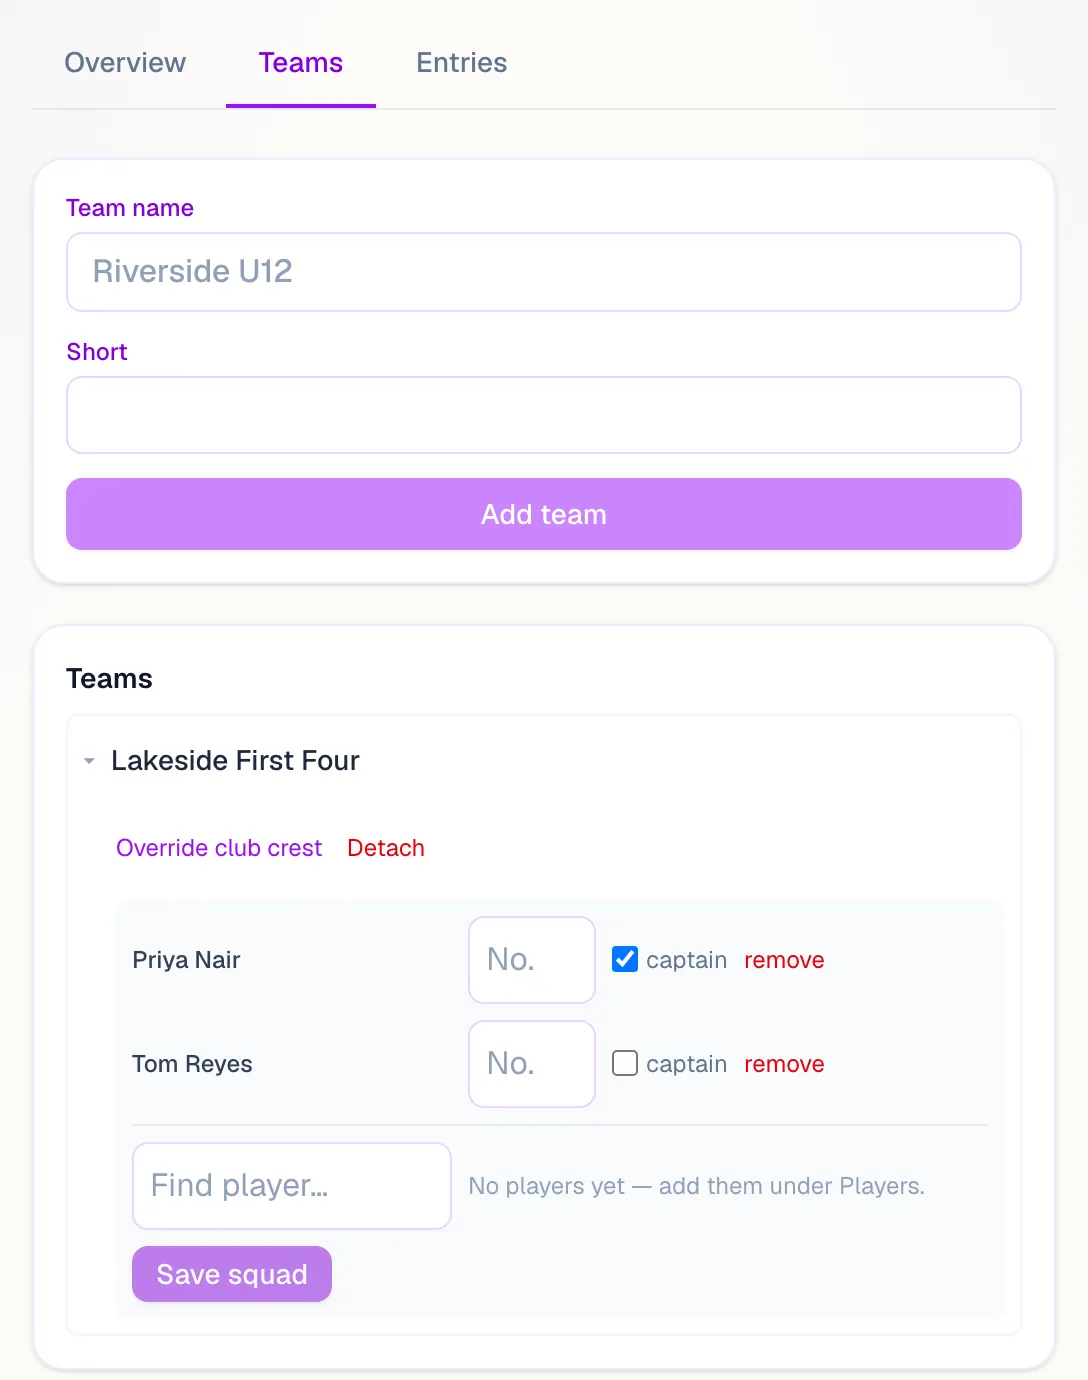 Overview Teams Entries
Team name
Riverside U12
Short
Add team
Teams
Lakeside First Four
Override club crest Detach
Priya Nair No. captain remove
Tom Reyes No. captain remove
Find player... No players yet — add them under Players.
Save squad